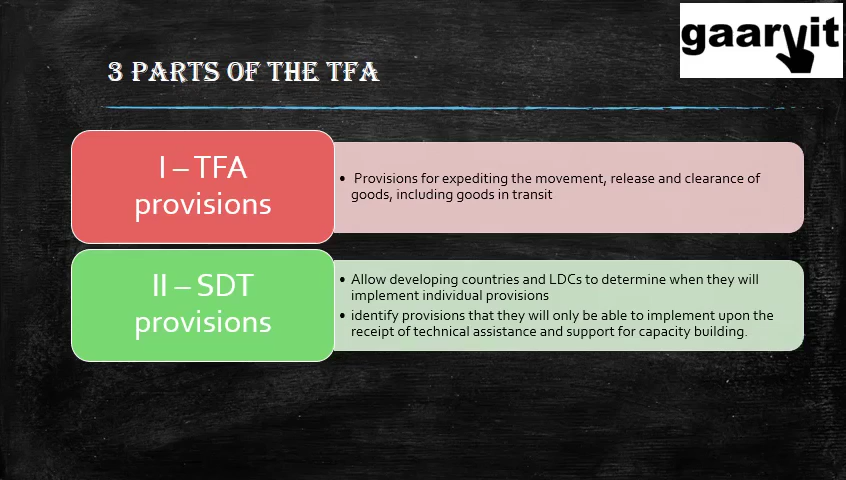 gaarvit
3 PARTS OF THE TFA
I – TFA
provisions
• Provisions for expediting the movement, release and clearance of
goods, including goods in transit
II – SDT
provisions
• Allow developing countries and LDCs to determine when they will
implement individual provisions
• identify provisions that they will only be able to implement upon the
receipt of technical assistance and support for capacity building.